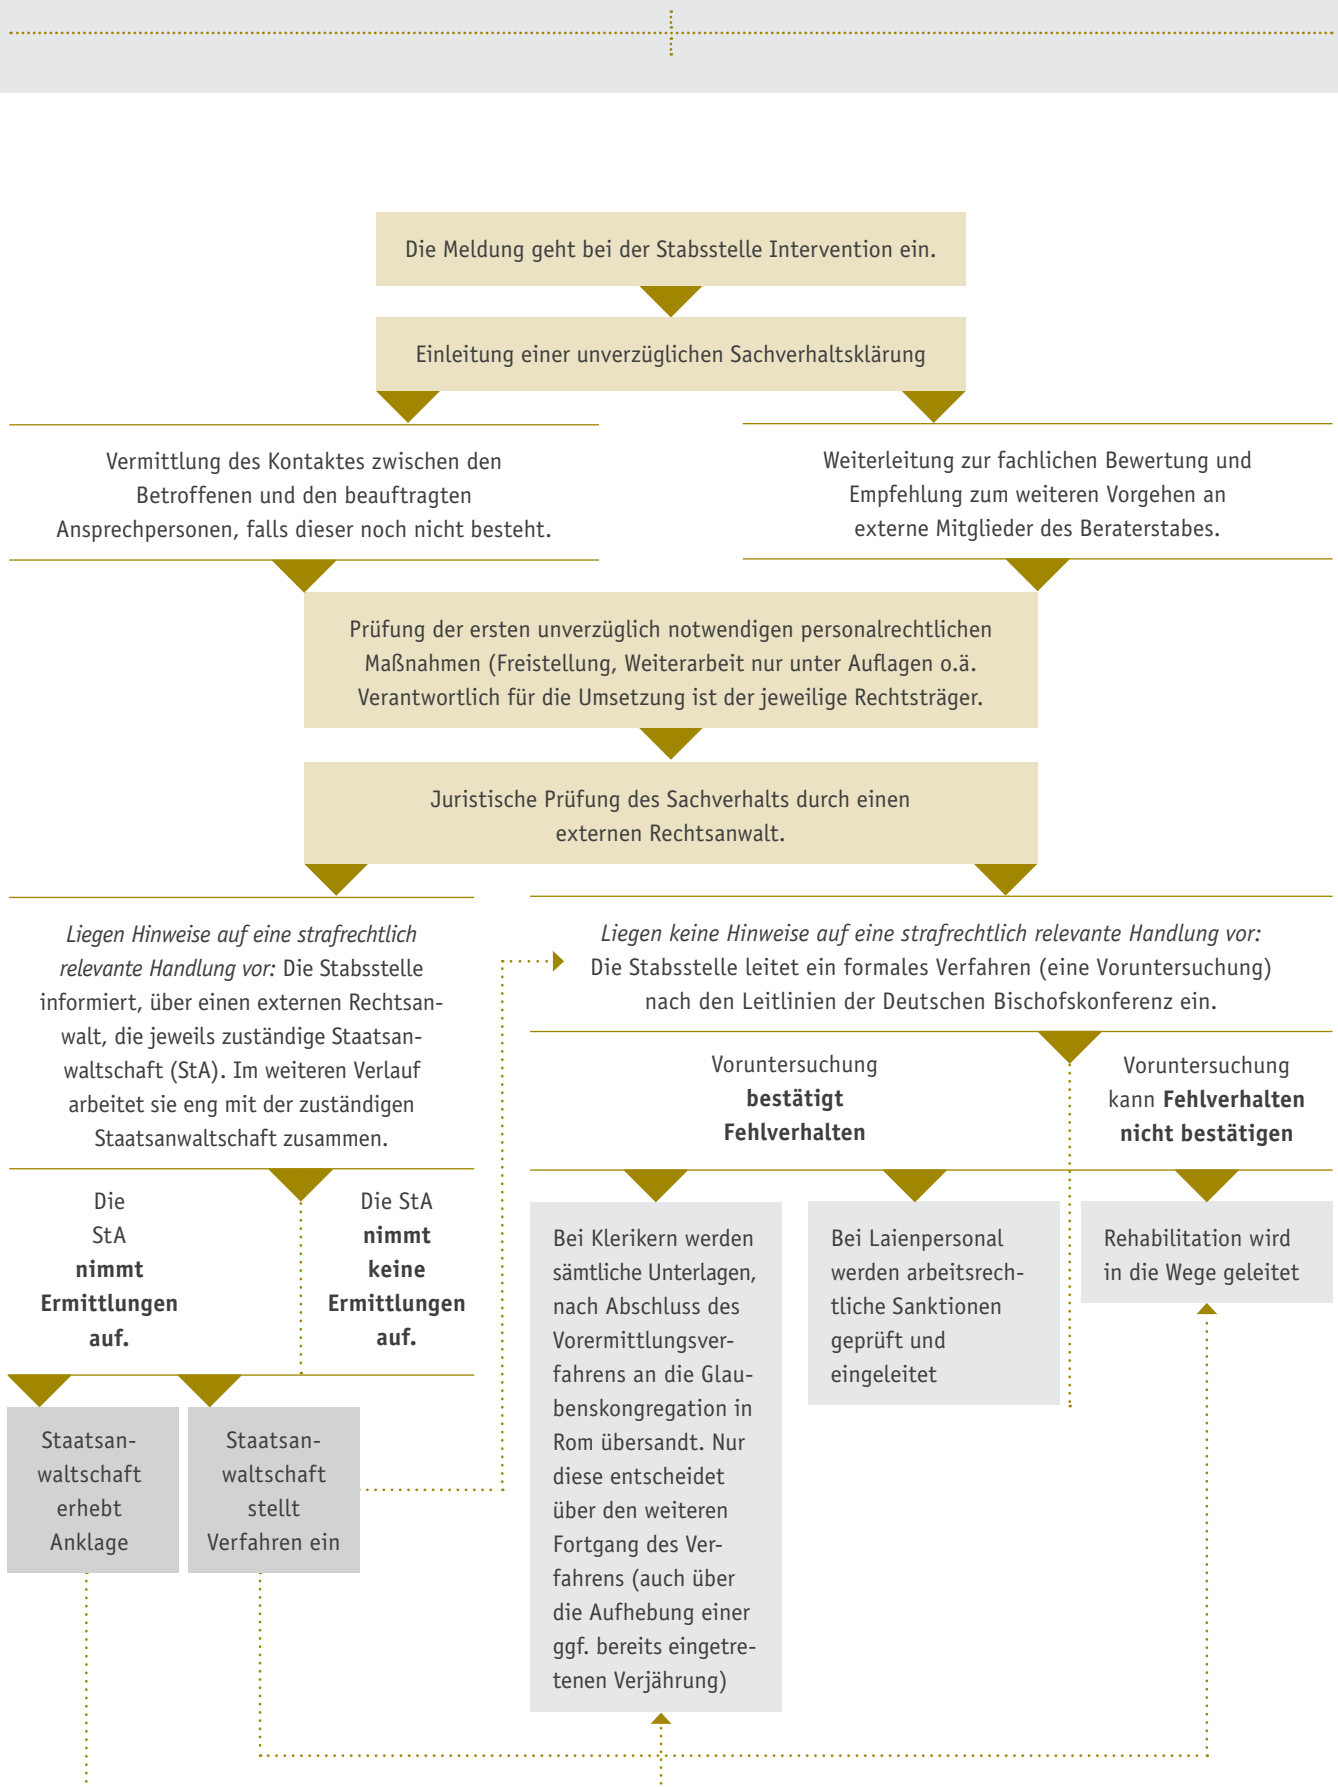 Die Meldung geht bei der Stabsstelle Intervention ein.
Einleitung einer unverzüglichen Sachverhaltsklärung
Vermittlung des Kontaktes zwischen den
Betroffenen und den beauftragten
Ansprechpersonen, falls dieser noch nicht besteht.
Weiterleitung zur fachlichen Bewertung und
Empfehlung zum weiteren Vorgehen an
externe Mitglieder des Beraterstabes.
Prüfung der ersten unverzüglich notwendigen personalrechtlichen
Maßnahmen (Freistellung, Weiterarbeit nur unter Auflagen o.ä.
Verantwortlich für die Umsetzung ist der jeweilige Rechtsträger.
Juristische Prüfung des Sachverhalts durch einen
externen Rechtsanwalt.
Liegen Hinweise auf eine strafrechtlich
relevante Handlung vor: Die Stabsstelle
informiert, über einen externen Rechtsan-
walt, die jeweils zuständige Staatsan-
waltschaft (StA). Im weiteren Verlauf
arbeitet sie eng mit der zuständigen
Staatsanwaltschaft zusammen.
Die
StA
nimmt
Ermittlungen
auf.
Die StA
nimmt
keine
Ermittlungen
auf.
Staatsan-
waltschaft
erhebt
Anklage
Staatsan-
waltschaft
stellt
Verfahren ein
Liegen keine Hinweise auf eine strafrechtlich relevante Handlung vor:
Die Stabsstelle leitet ein formales Verfahren (eine Voruntersuchung)
nach den Leitlinien der Deutschen Bischofskonferenz ein.
Voruntersuchung
bestätigt
Fehlverhalten
Voruntersuchung
kann Fehlverhalten
nicht bestätigen
Bei Klerikern werden
sämtliche Unterlagen,
nach Abschluss des
Vorermittlungsver-
fahrens an die Glau-
benskongregation in
Rom übersandt. Nur
diese entscheidet
über den weiteren
Fortgang des Ver-
fahrens (auch über
die Aufhebung einer
ggf. bereits eingetre-
tenen Verjährung)
Bei Laienpersonal
werden arbeitsrech-
tliche Sanktionen
geprüft und
eingeleitet
Rehabilitation wird
in die Wege geleitet